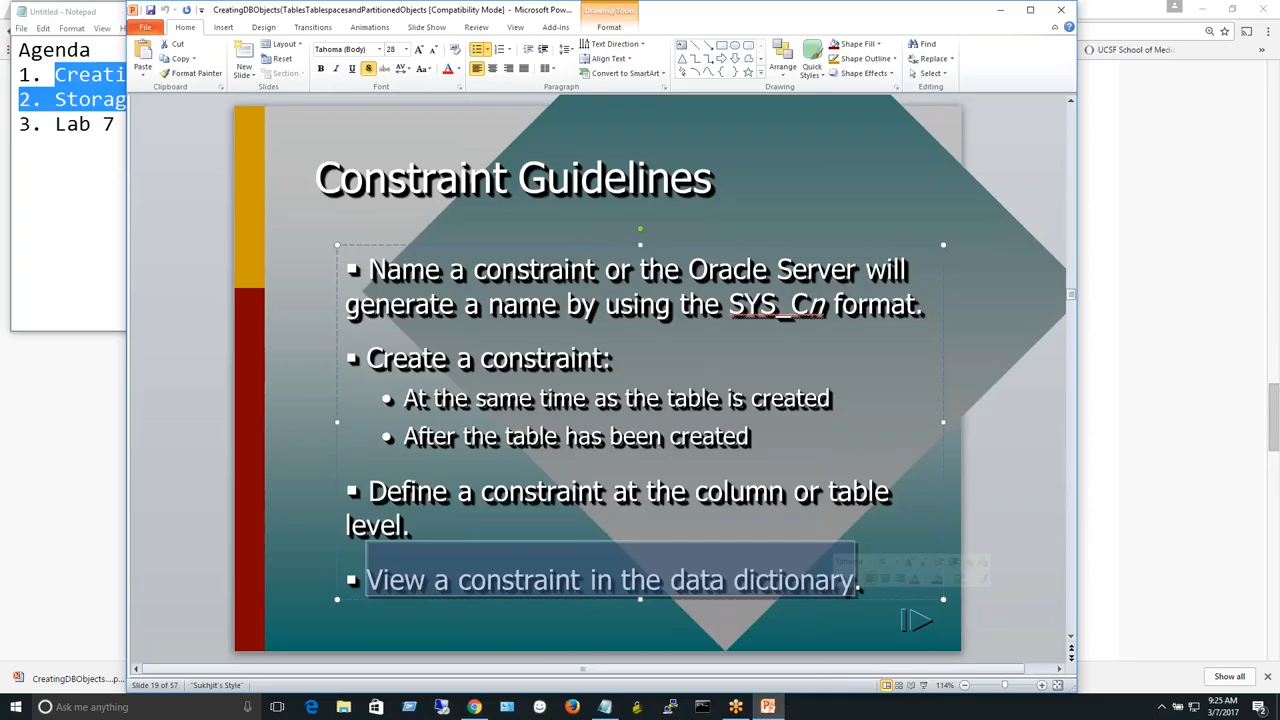 Untitled - Notepad
File Edit Format View
Agenda
1. Creati
2. Storag
3. Lab 7
CreatingDBObjects(TablesTablespacesandPartitionedObjects [Compatibility Mode] - Microsoft Pow...
Drawing Tools
File Home Insert Design Transitions Animations Slide Show Review View Add-Ins Format
Paste
Cut
Copy
Format Painter
Clipboard
New Slide
Layout
Reset
Section
Slides
Tahoma (Body) 28
B I U S abc AV Aa A
Font
Paragraph
Text Direction
Align Text
Convert to SmartArt
Arrange
Quick Styles
Shape Fill
Shape Outline
Shape Effects
Drawing
Find
Replace
Select
Editing
UCSF School of Medi
Constraint Guidelines
Name a constraint or the Oracle Server will
generate a name by using the SYS_Cn format.
Create a constraint:
At the same time as the table is created
After the table has been created
Define a constraint at the column or table
level.
View a constraint in the data dictionary.
CreatingDBObjects....p...
Show all
Slide 19 of 57 "Sukhjit's Style" 114%
Ask me anything
9:25 AM
3/7/2017